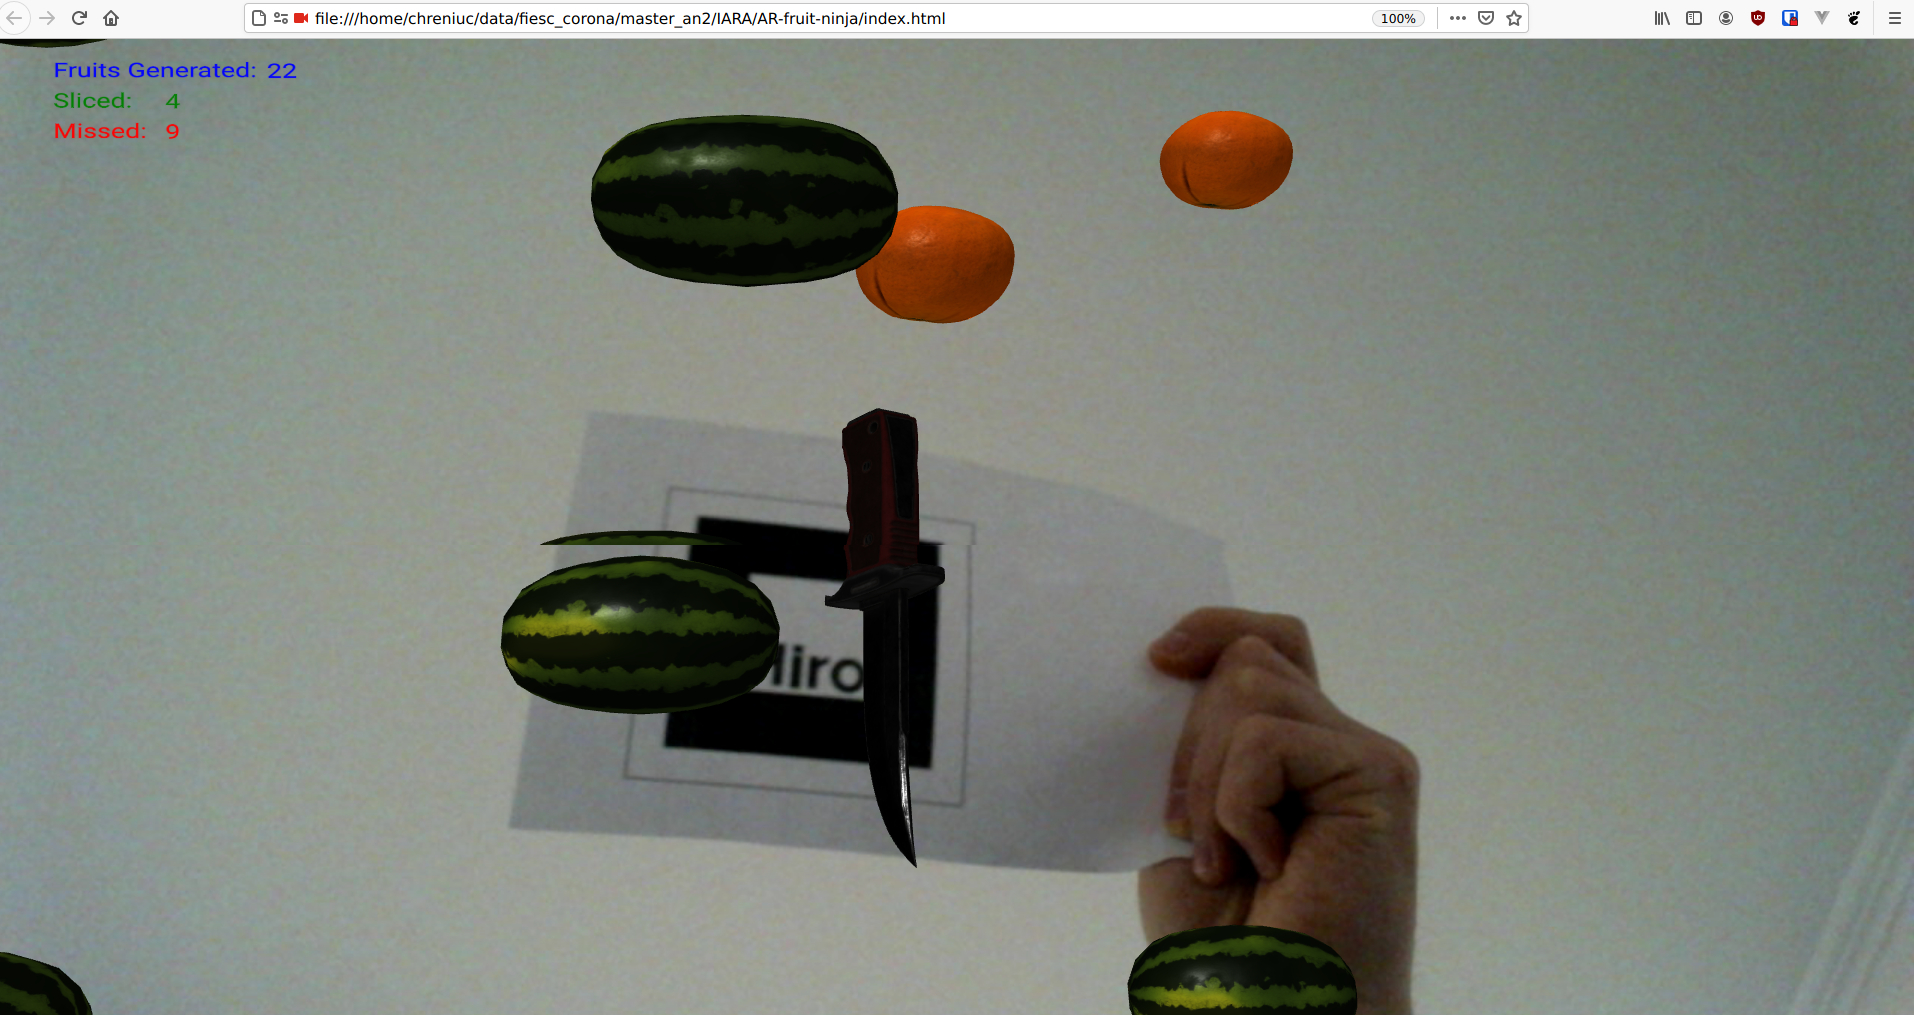 file:///home/chreniuc/data/fiesc_corona/master_an2/IARA/AR-fruit-ninja/index.html
100%
Fruits Generated: 22
Sliced: 4
Missed: 9